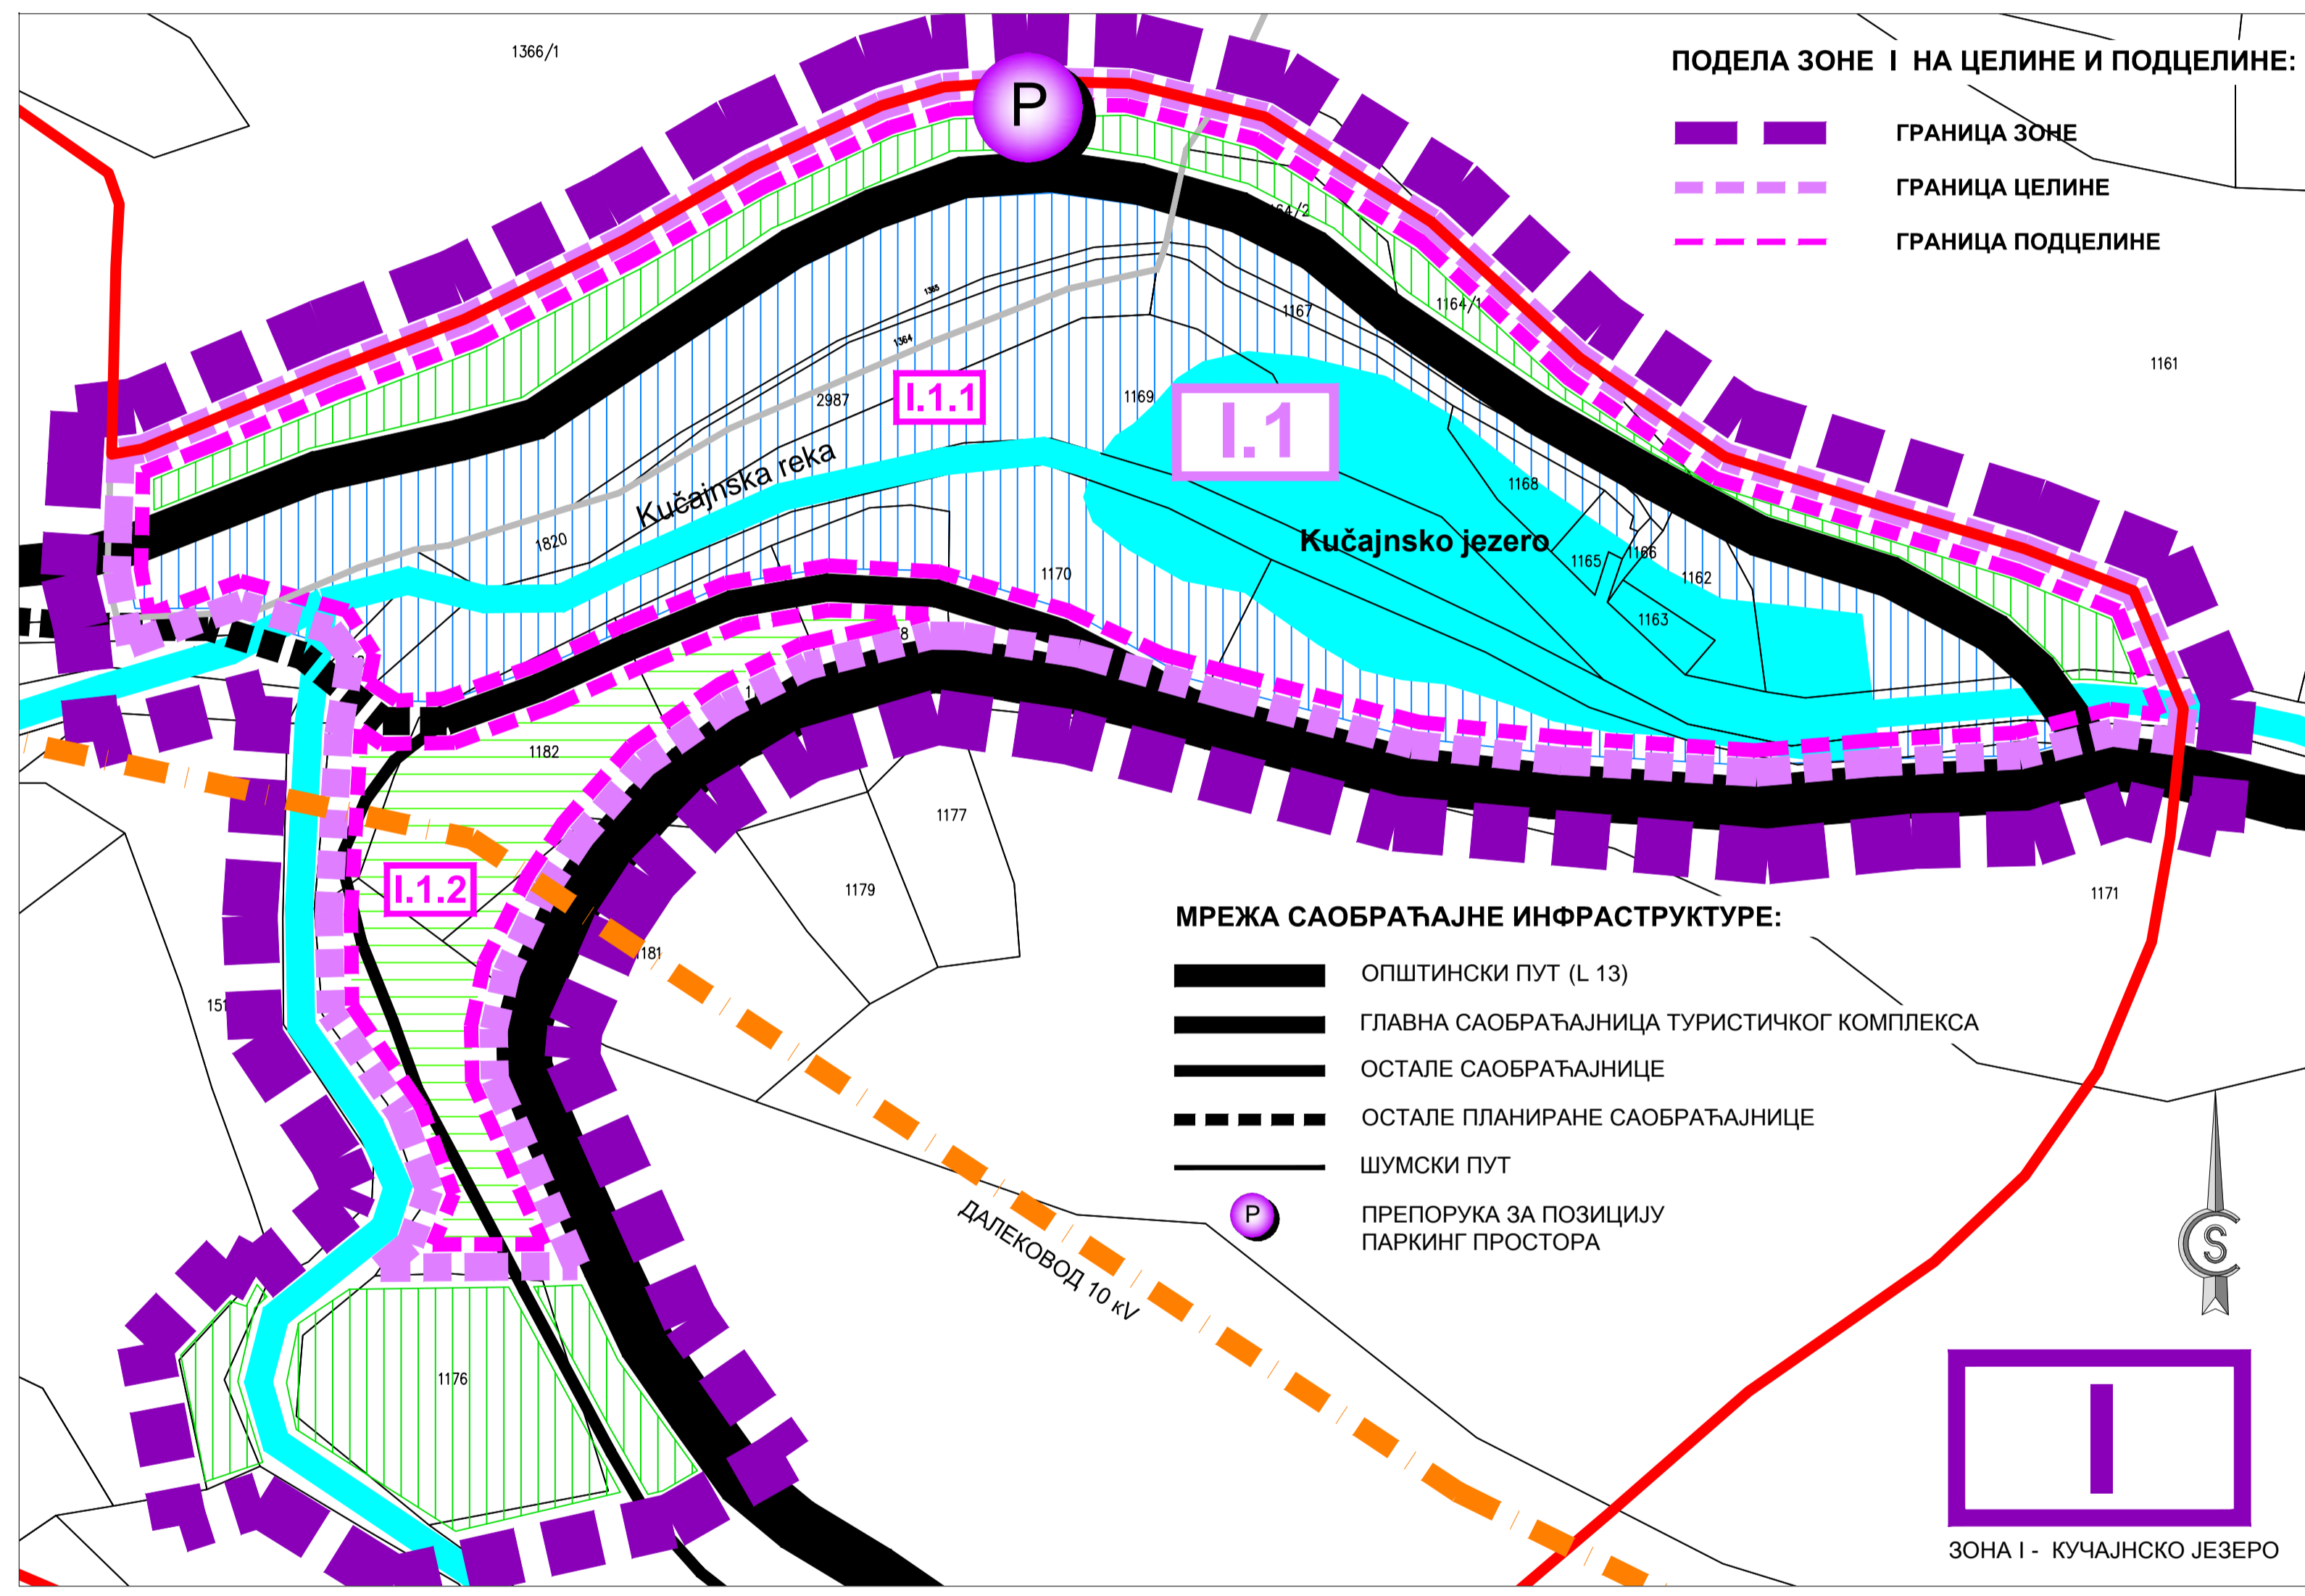 1366/1
ПОДЕЛА ЗОНЕ I НА ЦЕЛИНЕ И ПОДЦЕЛИНЕ:
ГРАНИЦА ЗОНЕ
ГРАНИЦА ЦЕЛИНЕ
ГРАНИЦА ПОДЦЕЛИНЕ
P
1365
1364
1167
1164/1
1161
2987
I.1.1
1169
I.1
Kučajnska reka
1820
1168
Kučajnsko jezero
1165
1166
1162
1163
1170
1182
1177
1179
I.1.2
1171
МРЕЖА САОБРАЋАЈНЕ ИНФРАСТРУКТУРЕ:
ОПШТИНСКИ ПУТ (L 13)
ГЛАВНА САОБРАЋАЈНИЦА ТУРИСТИЧКОГ КОМПЛЕКСА
ОСТАЛЕ САОБРАЋАЈНИЦЕ
ОСТАЛЕ ПЛАНИРАНЕ САОБРАЋАЈНИЦЕ
ШУМСКИ ПУТ
P
ПРЕПОРУКА ЗА ПОЗИЦИЈУ
ПАРКИНГ ПРОСТОРА
ДАЛЕКОВОД 10 кV
S
1176
I
ЗОНА I - КУЧАЈНСКО ЈЕЗЕРО